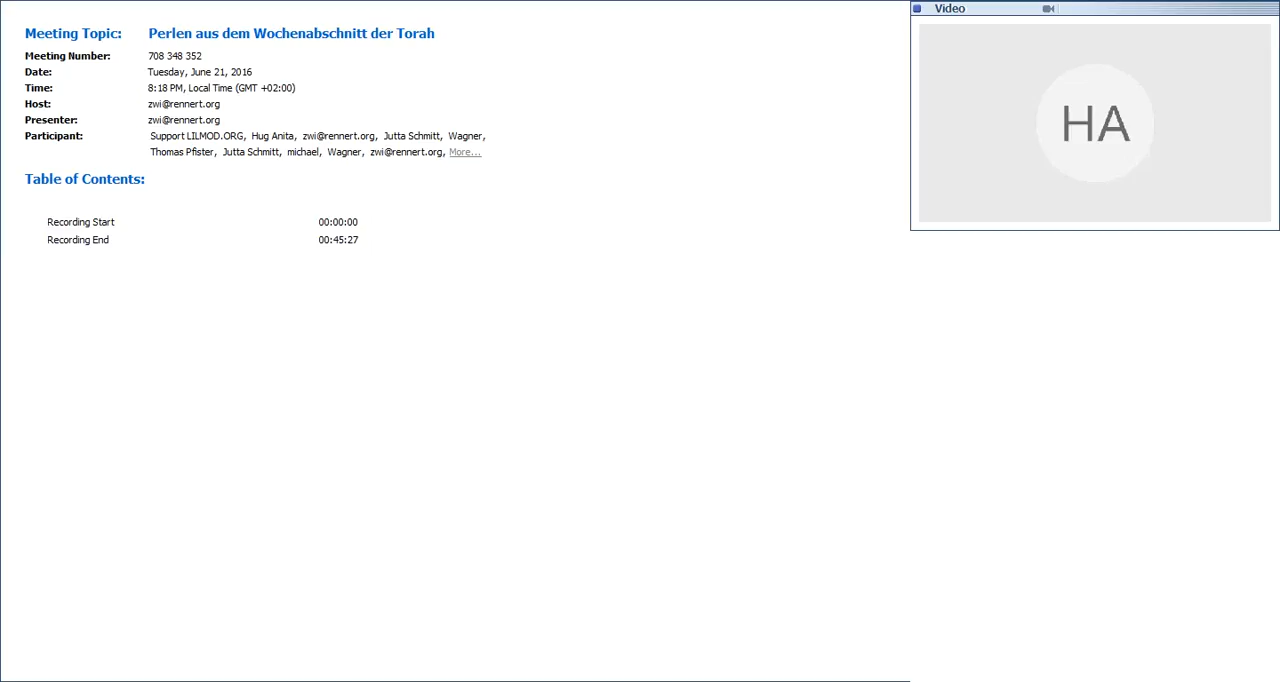 Meeting Topic: Perlen aus dem Wochenabschnitt der Torah
Meeting Number: 708 348 352
Date: Tuesday, June 21, 2016
Time: 8:18 PM, Local Time (GMT +02:00)
Host: zwi@rennert.org
Presenter: zwi@rennert.org
Participant: Support LILMOD.ORG, Hug Anita, zwi@rennert.org, Jutta Schmitt, Wagner,
Thomas Pfister, Jutta Schmitt, michael, Wagner, zwi@rennert.org, More...
Table of Contents:
Recording Start 00:00:00
Recording End 00:45:27
Video
HA